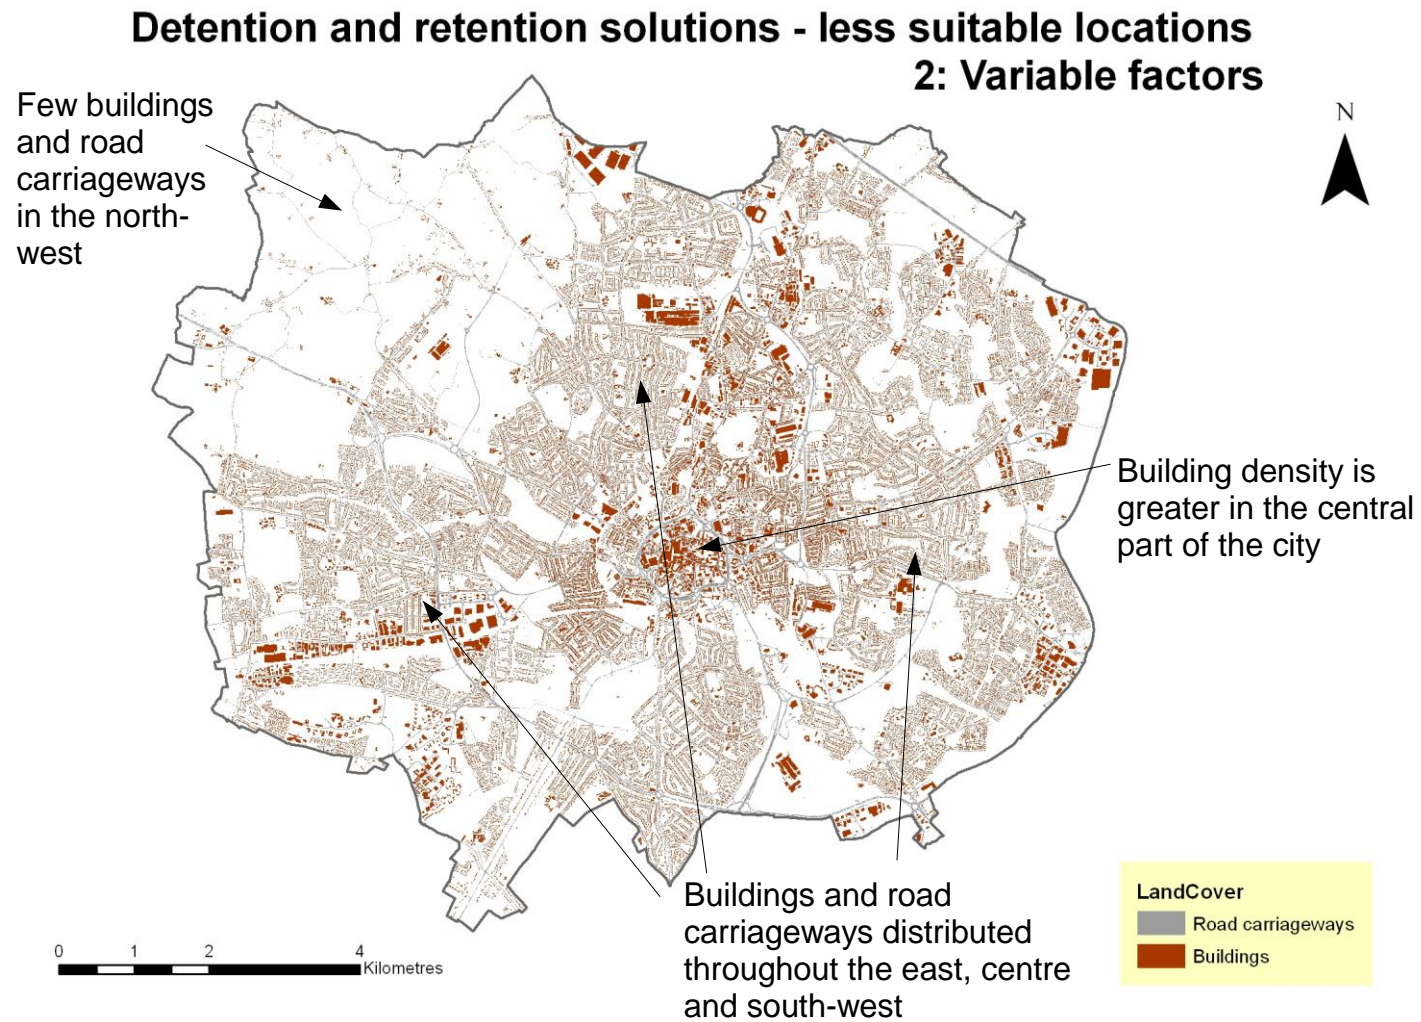 Detention and retention solutions - less suitable locations
2: Variable factors
Few buildings
and road
carriageways
in the north-
west
N
Building density is
greater in the central
part of the city
Buildings and road
carriageways distributed
throughout the east, centre
and south-west
LandCover
Road carriageways
Buildings
0 1 2 4
Kilometres